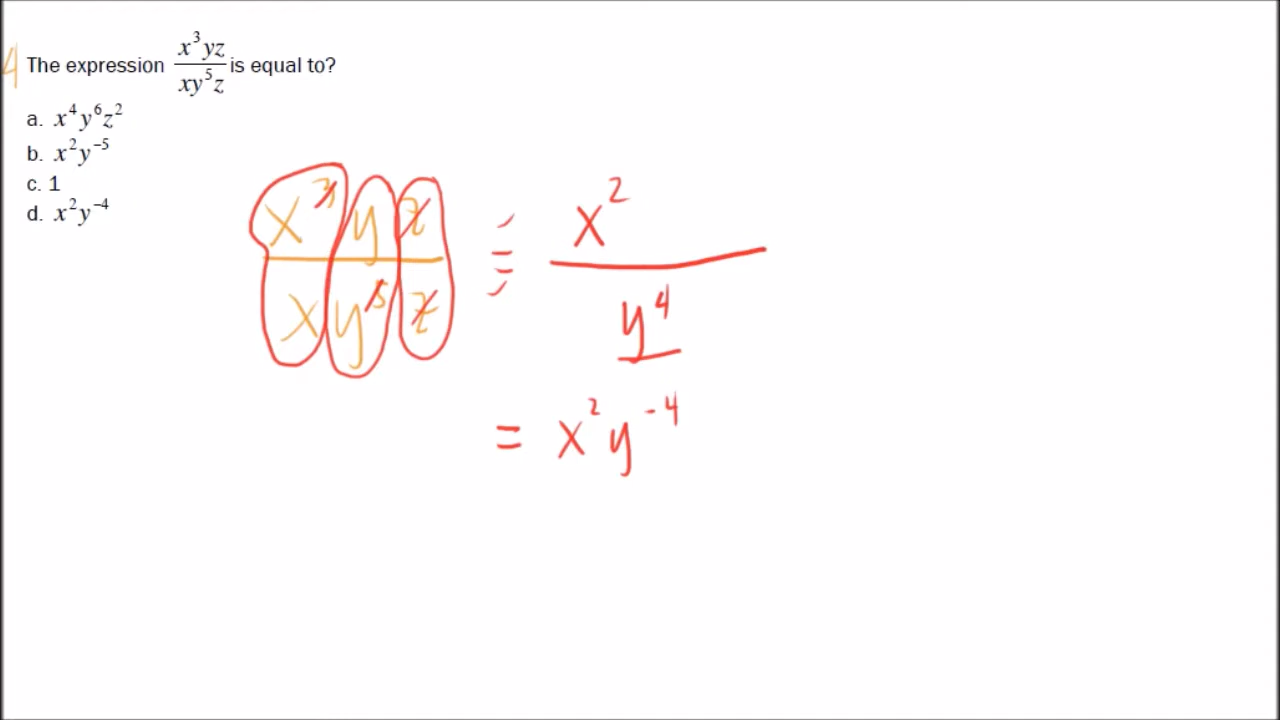 4 The expression x³yz / xy⁵z is equal to?
a. x⁴y⁶z²
b. x²y⁻⁵
c. 1
d. x²y⁻⁴
x³ y z = x²
x y⁵ z y⁴
= x² y⁻⁴